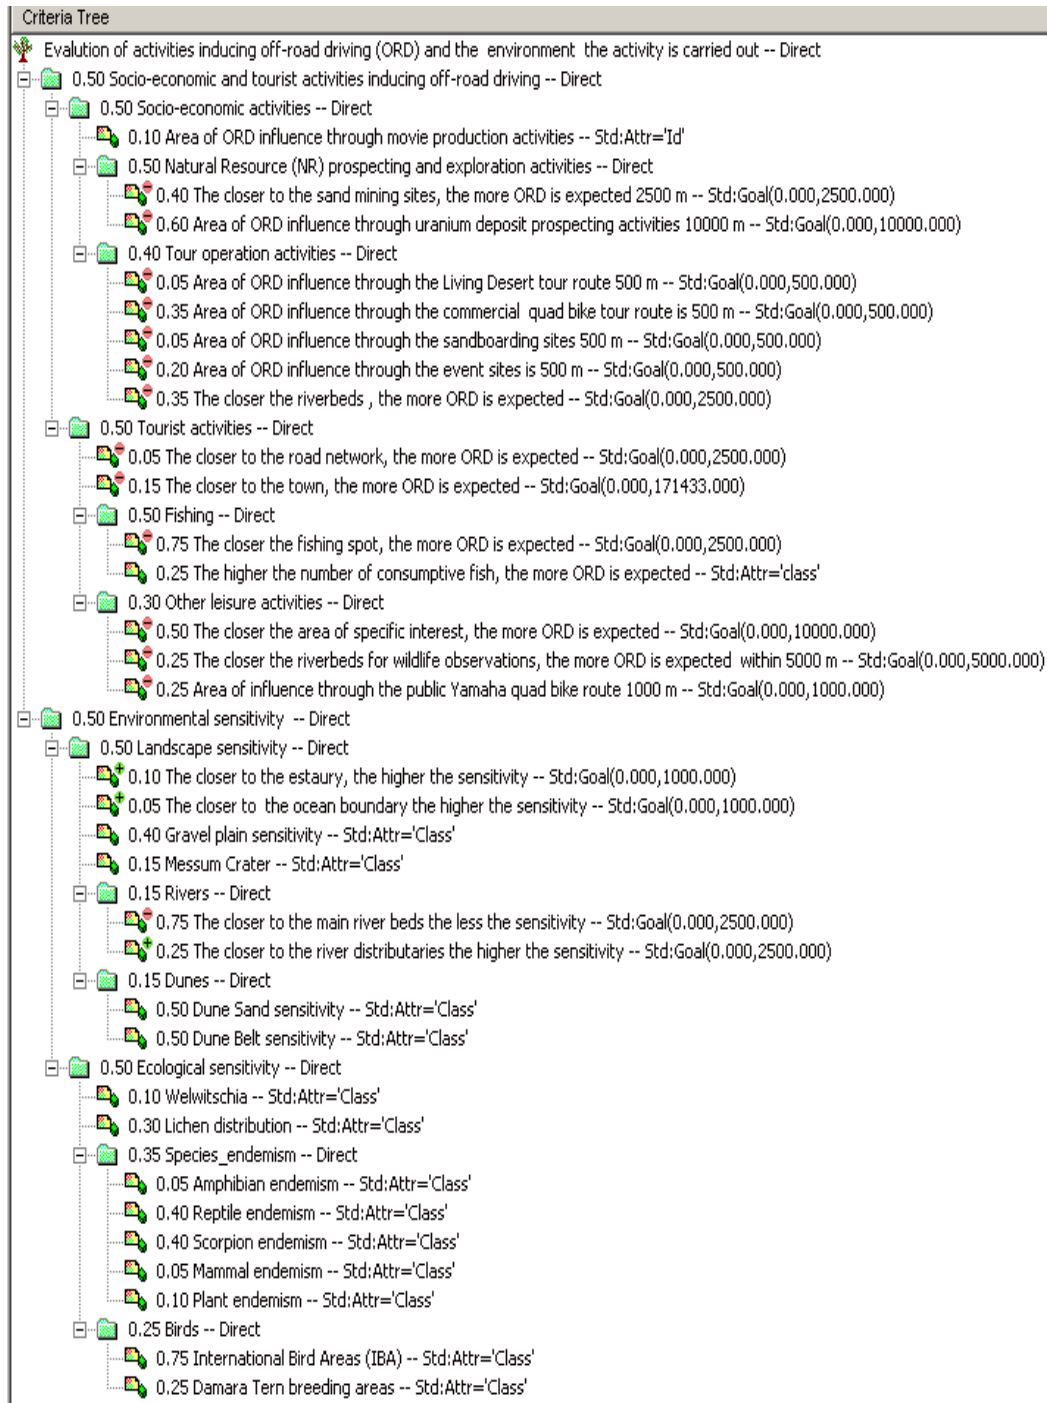 Criteria Tree
Evalution of activities inducing off-road driving (ORD) and the environment the activity is carried out -- Direct
0.50 Socio-economic and tourist activities inducing off-road driving -- Direct
0.50 Socio-economic activities -- Direct
0.10 Area of ORD influence through movie production activities -- Std:Attr='Id'
0.50 Natural Resource (NR) prospecting and exploration activities -- Direct
0.40 The closer to the sand mining sites, the more ORD is expected 2500 m -- Std:Goal(0.000,2500.000)
0.60 Area of ORD influence through uranium deposit prospecting activities 10000 m -- Std:Goal(0.000,10000.000)
0.40 Tour operation activities -- Direct
0.05 Area of ORD influence through the Living Desert tour route 500 m -- Std:Goal(0.000,500.000)
0.35 Area of ORD influence through the commercial quad bike tour route is 500 m -- Std:Goal(0.000,500.000)
0.05 Area of ORD influence through the sandboarding sites 500 m -- Std:Goal(0.000,500.000)
0.20 Area of ORD influence through the event sites is 500 m -- Std:Goal(0.000,500.000)
0.35 The closer the riverbeds , the more ORD is expected -- Std:Goal(0.000,2500.000)
0.50 Tourist activities -- Direct
0.05 The closer to the road network, the more ORD is expected -- Std:Goal(0.000,2500.000)
0.15 The closer to the town, the more ORD is expected -- Std:Goal(0.000,171433.000)
0.50 Fishing -- Direct
0.75 The closer the fishing spot, the more ORD is expected -- Std:Goal(0.000,2500.000)
0.25 The higher the number of consumptive fish, the more ORD is expected -- Std:Attr='class'
0.30 Other leisure activities -- Direct
0.50 The closer the area of specific interest, the more ORD is expected -- Std:Goal(0.000,10000.000)
0.25 The closer the riverbeds for wildlife observations, the more ORD is expected within 5000 m -- Std:Goal(0.000,5000.000)
0.25 Area of influence through the public Yamaha quad bike route 1000 m -- Std:Goal(0.000,1000.000)
0.50 Environmental sensitivity -- Direct
0.50 Landscape sensitivity -- Direct
0.10 The closer to the estaury, the higher the sensitivity -- Std:Goal(0.000,1000.000)
0.05 The closer to the ocean boundary the higher the sensitivity -- Std:Goal(0.000,1000.000)
0.40 Gravel plain sensitivity -- Std:Attr='Class'
0.15 Messum Crater -- Std:Attr='Class'
0.15 Rivers -- Direct
0.75 The closer to the main river beds the less the sensitivity -- Std:Goal(0.000,2500.000)
0.25 The closer to the river distributaries the higher the sensitivity -- Std:Goal(0.000,2500.000)
0.15 Dunes -- Direct
0.50 Dune Sand sensitivity -- Std:Attr='Class'
0.50 Dune Belt sensitivity -- Std:Attr='Class'
0.50 Ecological sensitivity -- Direct
0.10 Welwitschia -- Std:Attr='Class'
0.30 Lichen distribution -- Std:Attr='Class'
0.35 Species_endemism -- Direct
0.05 Amphibian endemism -- Std:Attr='Class'
0.40 Reptile endemism -- Std:Attr='Class'
0.40 Scorpion endemism -- Std:Attr='Class'
0.05 Mammal endemism -- Std:Attr='Class'
0.10 Plant endemism -- Std:Attr='Class'
0.25 Birds -- Direct
0.75 International Bird Areas (IBA) -- Std:Attr='Class'
0.25 Damara Tern breeding areas -- Std:Attr='Class'